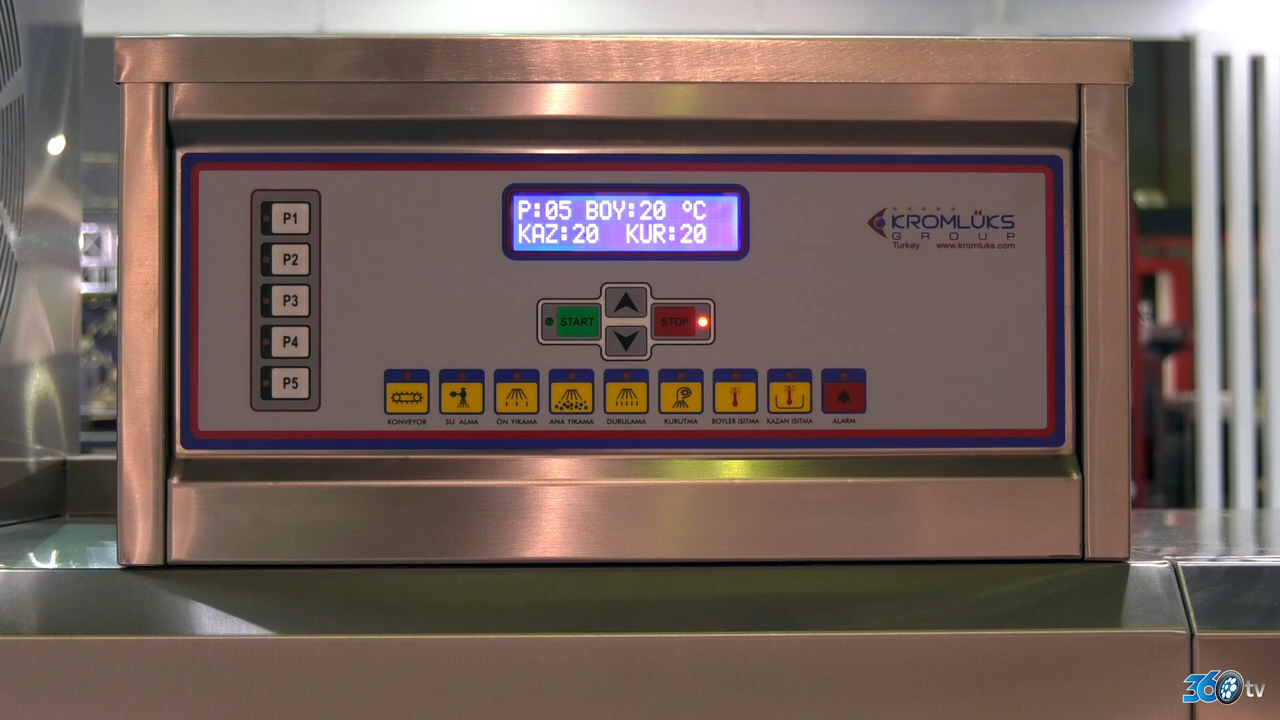 P1
P2
P3
P4
P5
P:05 BOY:20 °C
KAZ:20 KUR:20
KROMLÜKS
GROUP
Turkey www.kromluks.com
START
STOP
KONVEYOR
SU ALMA
ÖN YIKAMA
ANA YIKAMA
DURULAMA
KURUTMA
BOYLER ISITMA
KAZAN ISITMA
ALARM
360tv